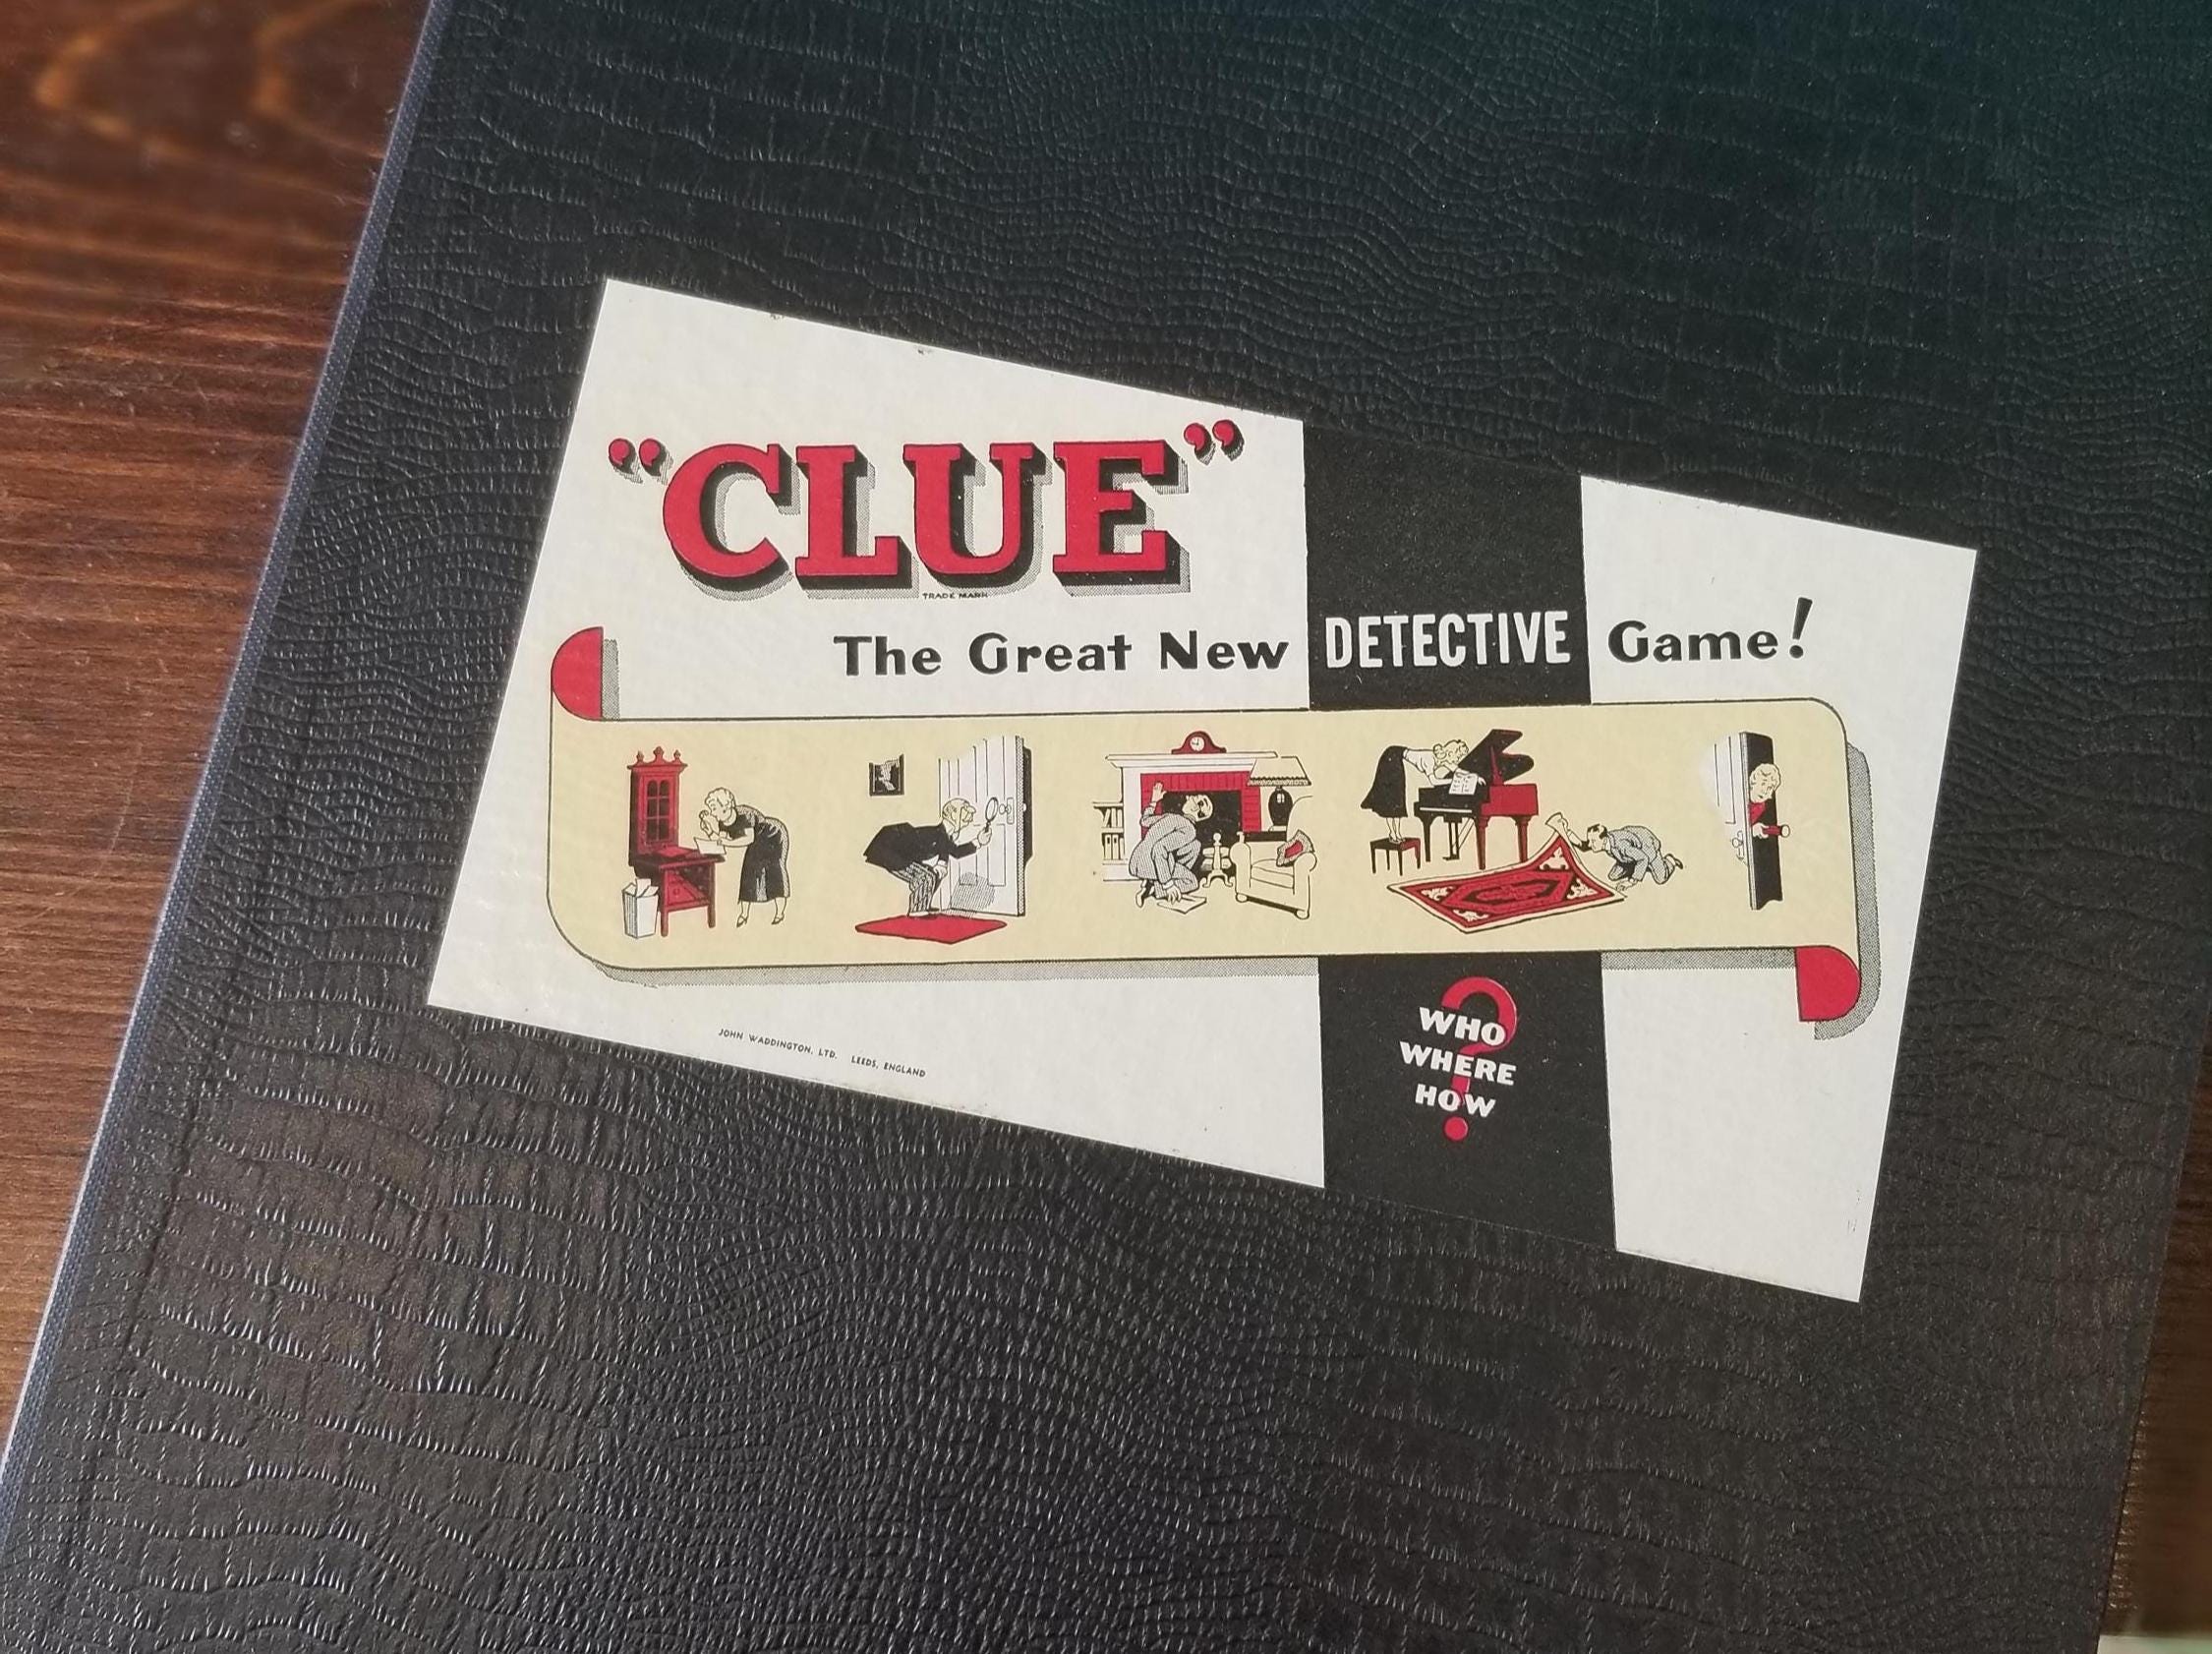 "CLUE"
TRADE MARK
The Great New DETECTIVE Game!
JOHN WADDINGTON, LTD. LEEDS, ENGLAND
?
WHO
WHERE
HOW